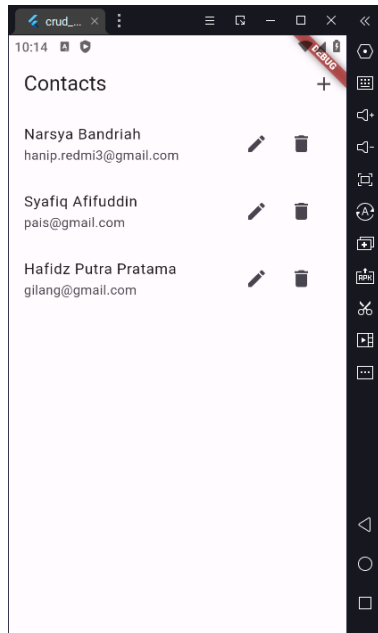 crud_...
10:14
DEBUG
Contacts
Narsya Bandriah
hanip.redmi3@gmail.com
Syafiq Afifuddin
pais@gmail.com
Hafidz Putra Pratama
gilang@gmail.com
A
APK